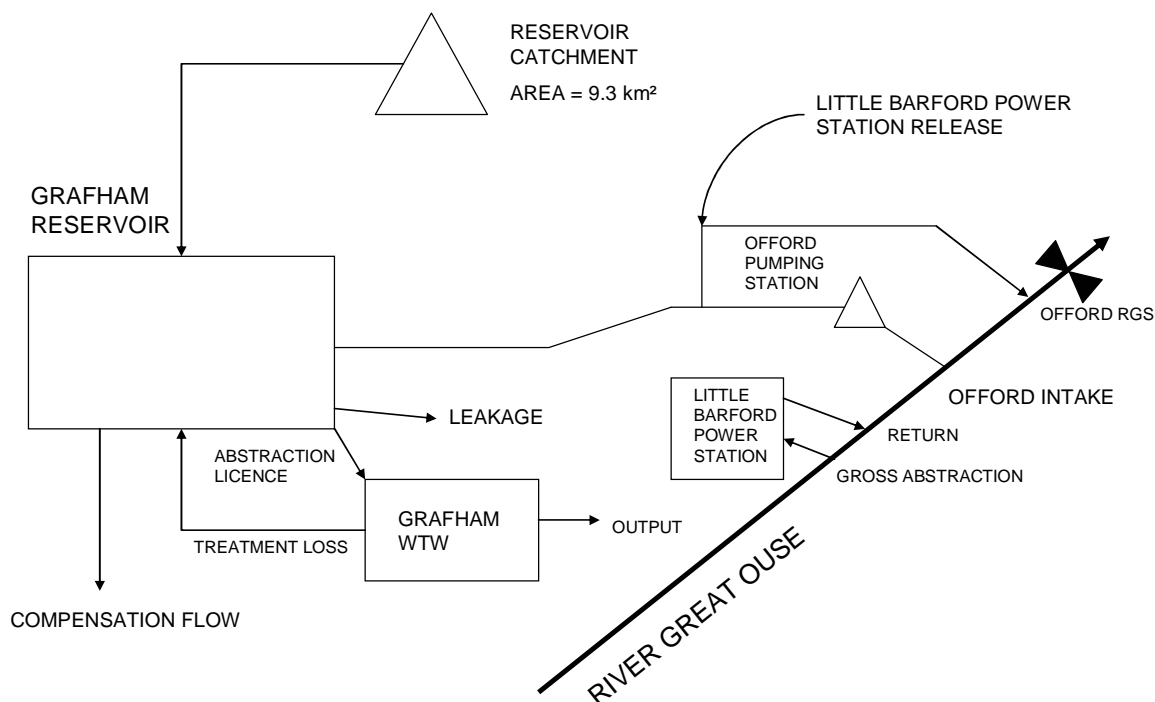 RESERVOIR
CATCHMENT
AREA = 9.3 km²
LITTLE BARFORD POWER
STATION RELEASE
GRAFHAM
RESERVOIR
OFFORD
PUMPING
STATION
OFFORD RGS
OFFORD INTAKE
LITTLE
BARFORD
POWER
STATION
RETURN
GROSS ABSTRACTION
LEAKAGE
ABSTRACTION
LICENCE
GRAFHAM
WTW
OUTPUT
TREATMENT LOSS
COMPENSATION FLOW
RIVER GREAT OUSE